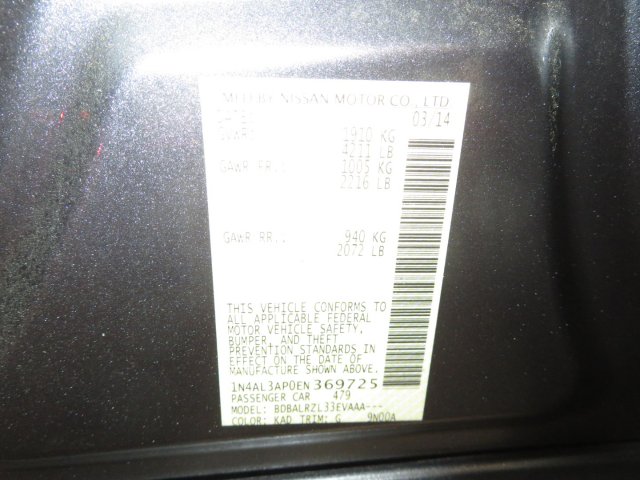 MFD BY NISSAN MOTOR CO., LTD
DATE: 03/14
GVWR: 1910 KG
4211 LB
GAWR FR.: 1005 KG
2216 LB
GAWR RR.: 940 KG
2072 LB
THIS VEHICLE CONFORMS TO
ALL APPLICABLE FEDERAL
MOTOR VEHICLE SAFETY,
BUMPER, AND THEFT
PREVENTION STANDARDS IN
EFFECT ON THE DATE OF
MANUFACTURE SHOWN ABOVE.
1N4AL3AP0EN369725
PASSENGER CAR 479
MODEL: BDBALRZL33EVAAA---
COLOR: KAD TRIM: G 9N00A